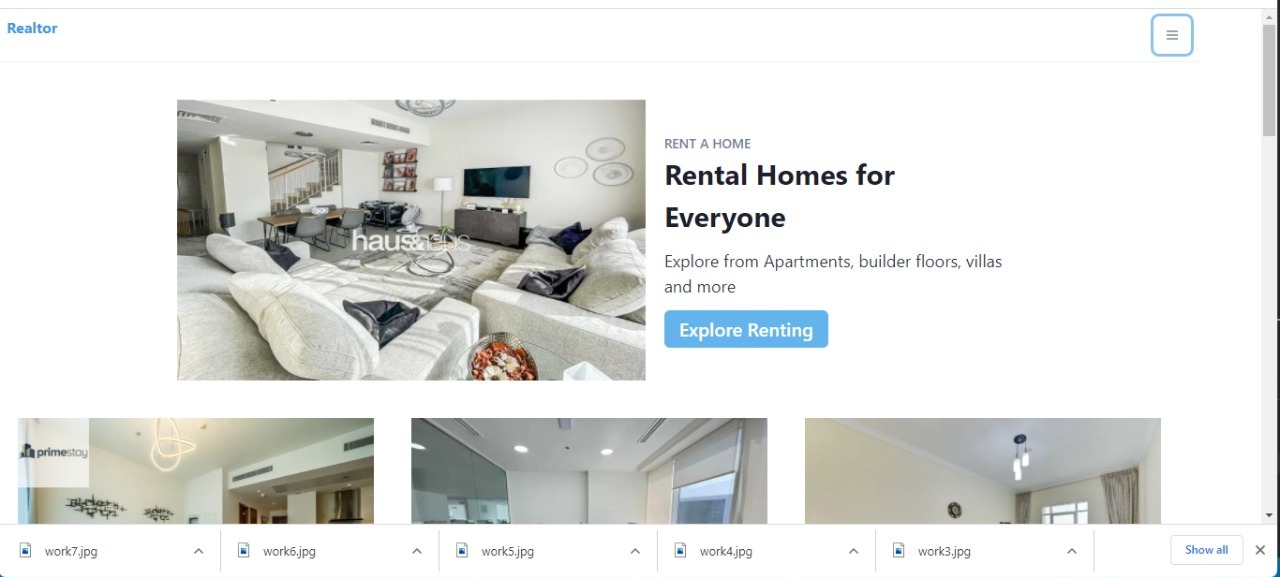 Realtor
RENT A HOME
Rental Homes for
Everyone
Explore from Apartments, builder floors, villas
and more
Explore Renting
haus&haus
primestay
work7.jpg
work6.jpg
work5.jpg
work4.jpg
work3.jpg
Show all